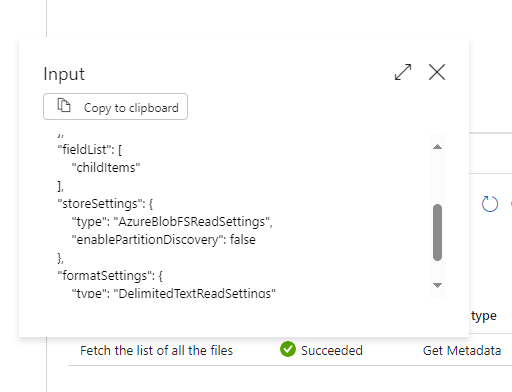 Input
Copy to clipboard
},
"fieldList": [
"childItems"
],
"storeSettings": {
"type": "AzureBlobFSReadSettings",
"enablePartitionDiscovery": false
},
"formatSettings": {
"type": "DelimitedTextReadSettings"
type
Fetch the list of all the files Succeeded Get Metadata